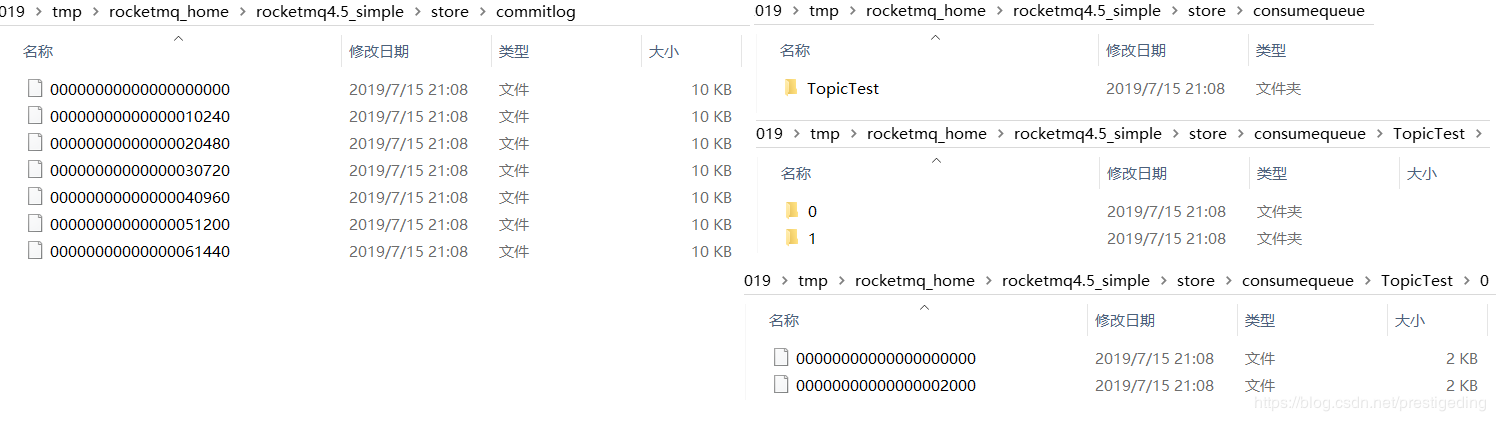 019 > tmp > rocketmq_home > rocketmq4.5_simple > store > commitlog
名称 修改日期 类型 大小
00000000000000000000 2019/7/15 21:08 文件 10 KB
00000000000000010240 2019/7/15 21:08 文件 10 KB
00000000000000020480 2019/7/15 21:08 文件 10 KB
00000000000000030720 2019/7/15 21:08 文件 10 KB
00000000000000040960 2019/7/15 21:08 文件 10 KB
00000000000000051200 2019/7/15 21:08 文件 10 KB
00000000000000061440 2019/7/15 21:08 文件 10 KB
019 > tmp > rocketmq_home > rocketmq4.5_simple > store > consumequeue
名称 修改日期 类型
TopicTest 2019/7/15 21:08 文件夹
019 > tmp > rocketmq_home > rocketmq4.5_simple > store > consumequeue > TopicTest >
名称 修改日期 类型 大小
0 2019/7/15 21:08 文件夹
1 2019/7/15 21:08 文件夹
019 > tmp > rocketmq_home > rocketmq4.5_simple > store > consumequeue > TopicTest > 0
名称 修改日期 类型 大小
00000000000000000000 2019/7/15 21:08 文件 2 KB
00000000000000002000 2019/7/15 21:08 文件 2 KB
https://blog.csdn.net/prestigeding